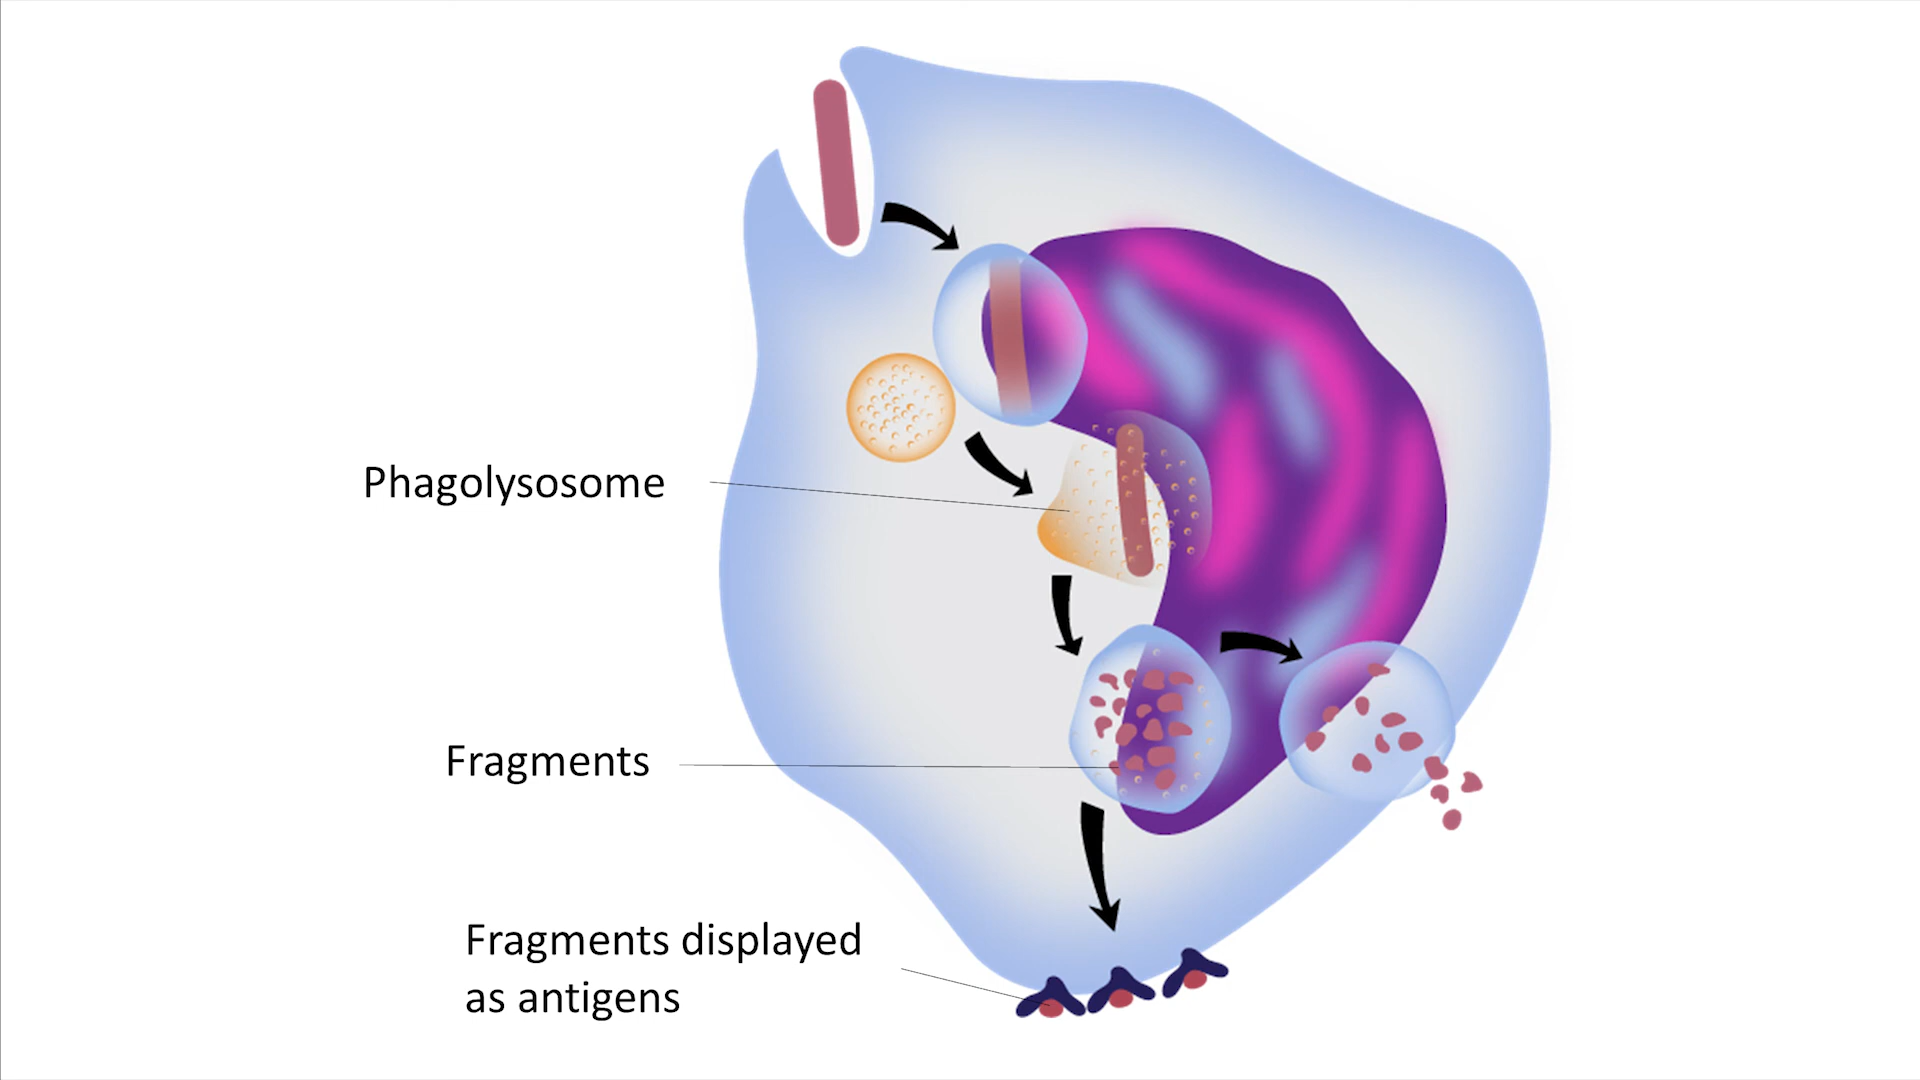 Phagolysosome
Fragments
Fragments displayed
as antigens